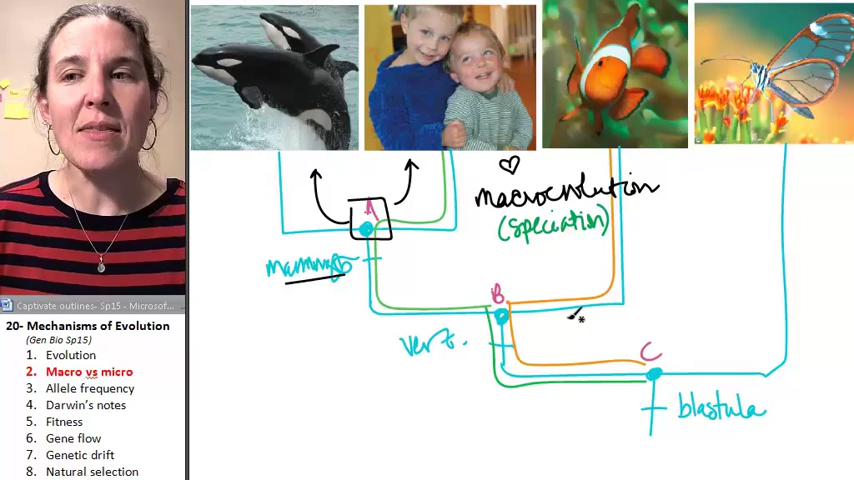 macroevolution
(speciation)
A
mammals
B
vert.
C
blastula
Captivate outlines- Sp15 - Microsof...
20- Mechanisms of Evolution
(Gen Bio Sp15)
1. Evolution
2. Macro vs micro
3. Allele frequency
4. Darwin's notes
5. Fitness
6. Gene flow
7. Genetic drift
8. Natural selection